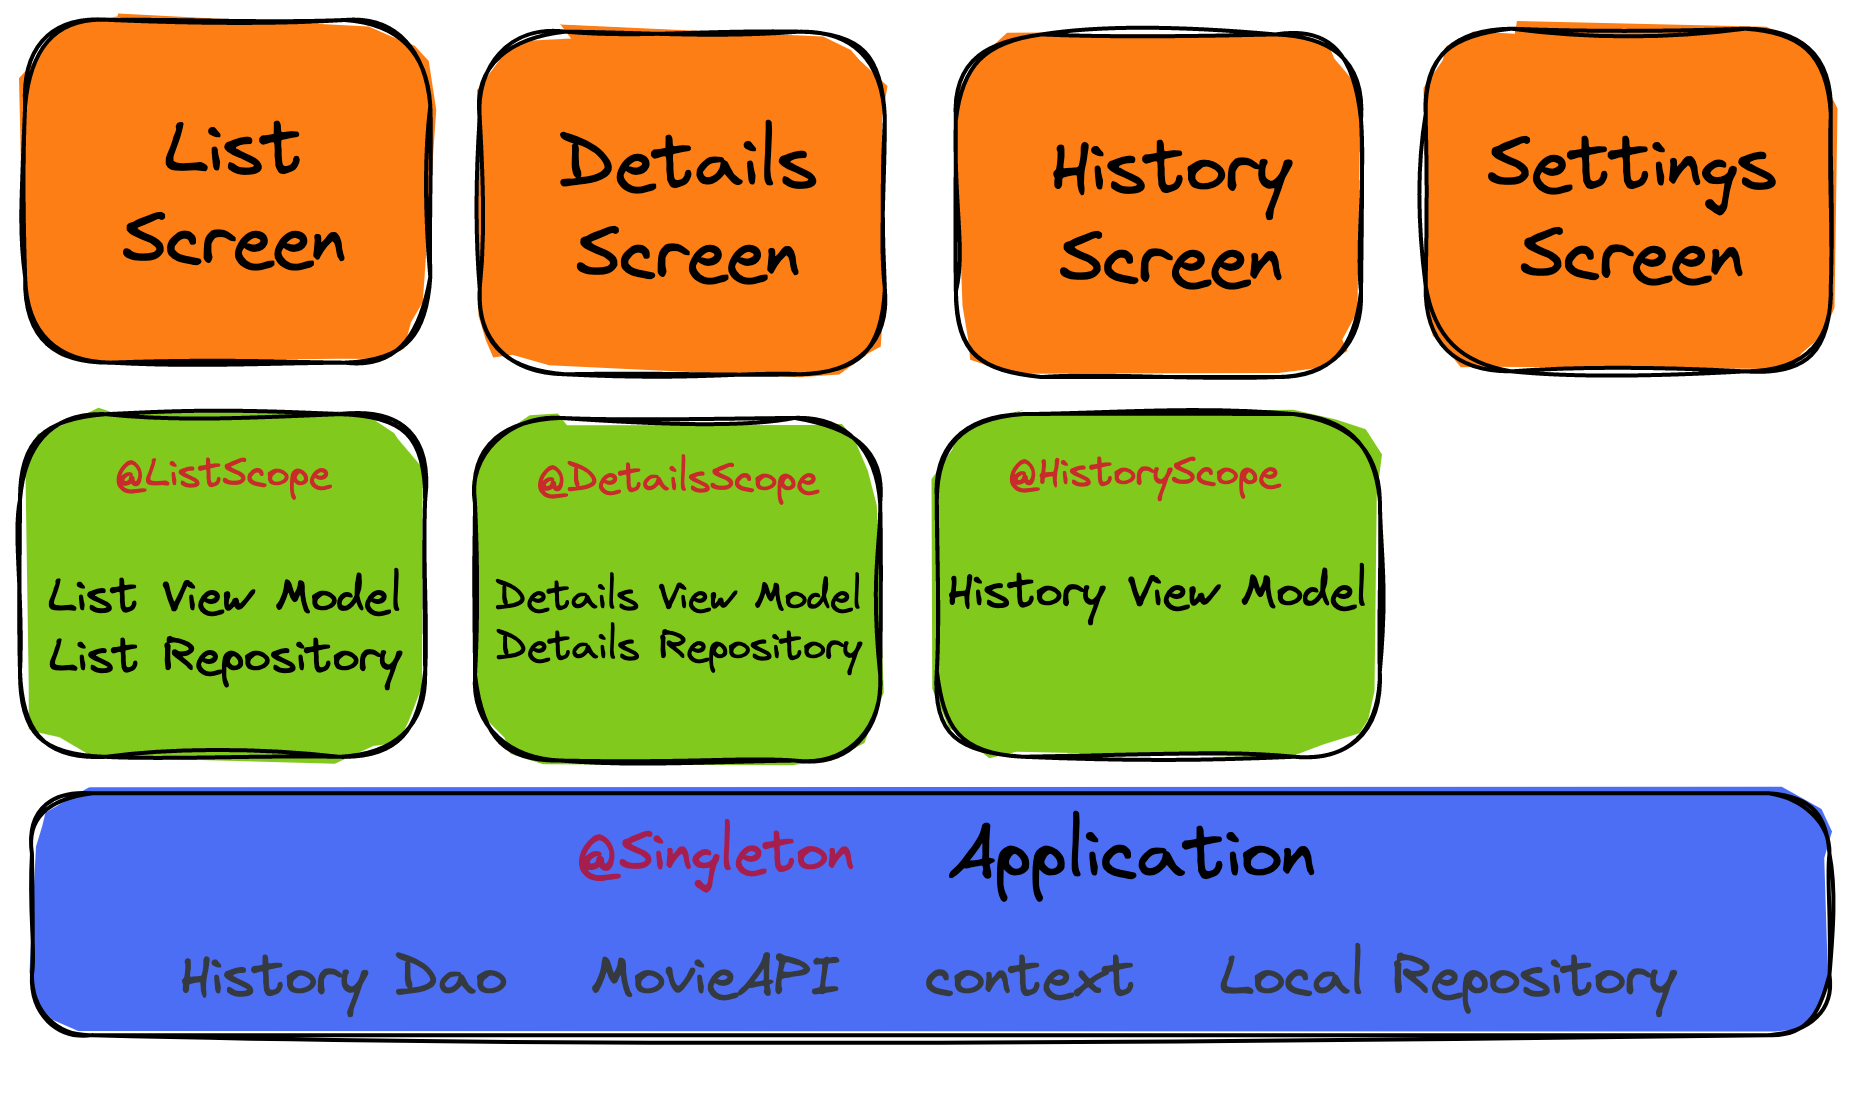 List
Screen
Details
Screen
History
Screen
Settings
Screen
@ListScope
List View Model
List Repository
@DetailsScope
Details View Model
Details Repository
@HistoryScope
History View Model
@Singleton Application
History Dao MovieAPI context Local Repository